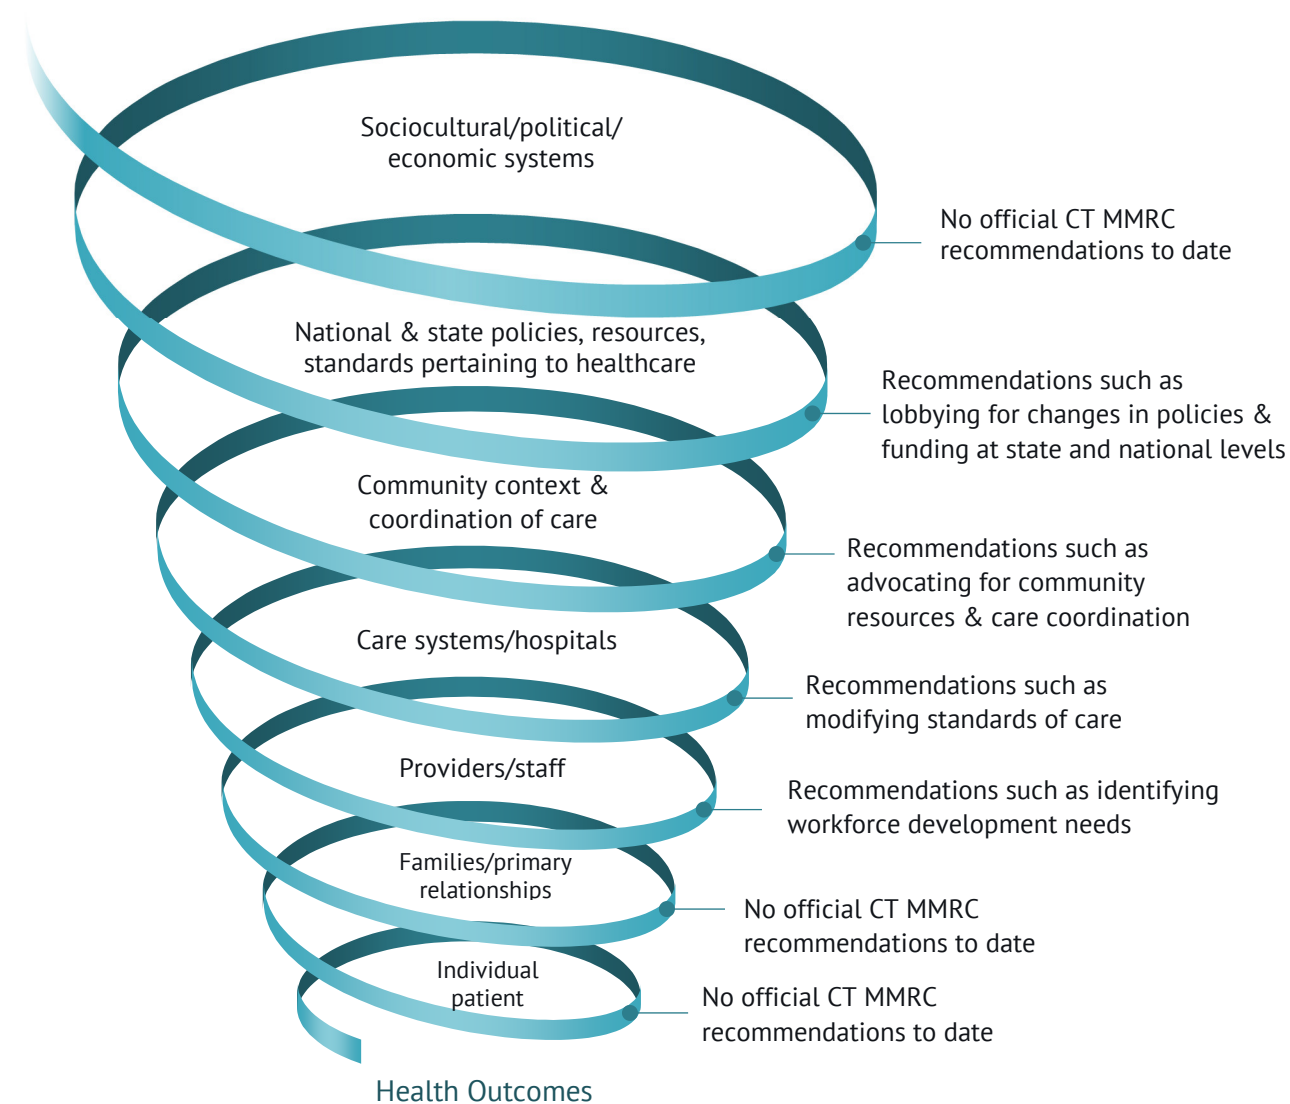 Sociocultural/political/
economic systems
No official CT MMRC
recommendations to date
National & state policies, resources,
standards pertaining to healthcare
Recommendations such as
lobbying for changes in policies &
funding at state and national levels
Community context &
coordination of care
Recommendations such as
advocating for community
resources & care coordination
Care systems/hospitals
Recommendations such as
modifying standards of care
Providers/staff
Recommendations such as identifying
workforce development needs
Families/primary
relationships
No official CT MMRC
recommendations to date
Individual
patient
No official CT MMRC
recommendations to date
Health Outcomes